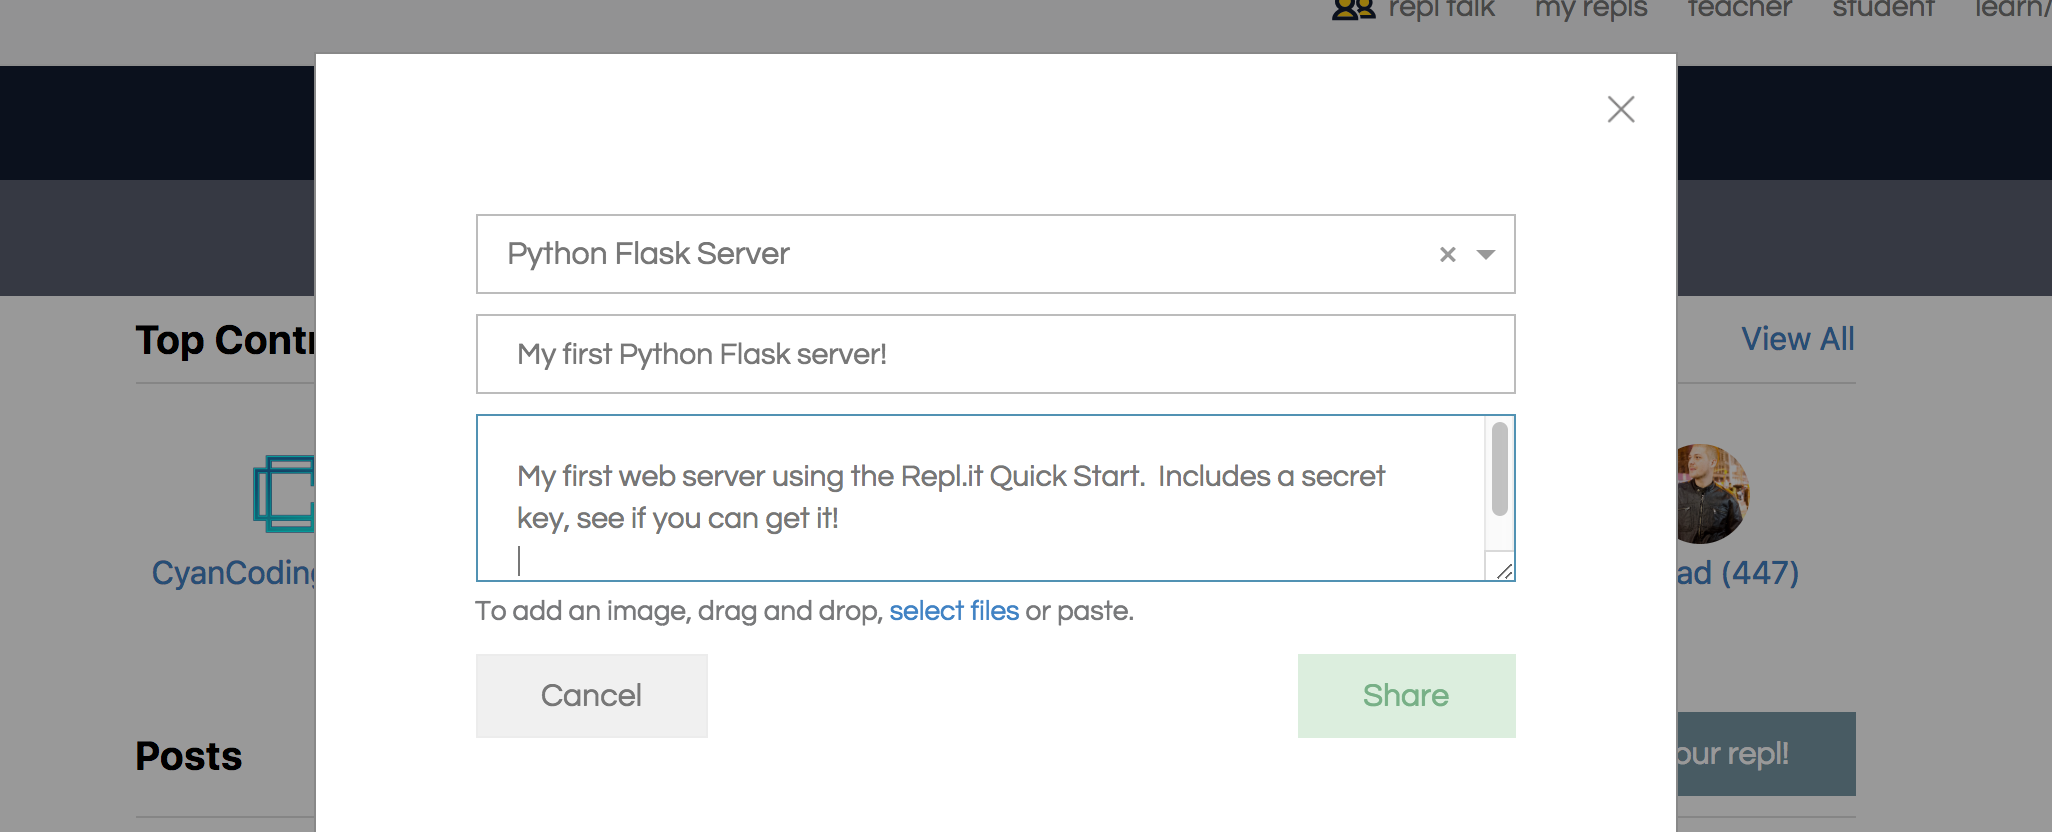 repl talk my repls teacher student learn/
Python Flask Server
My first Python Flask server!
Top Contr
View All
My first web server using the Repl.it Quick Start.  Includes a secret
key, see if you can get it!
CyanCoding
ad (447)
To add an image, drag and drop, select files or paste.
Cancel
Share
Posts
our repl!